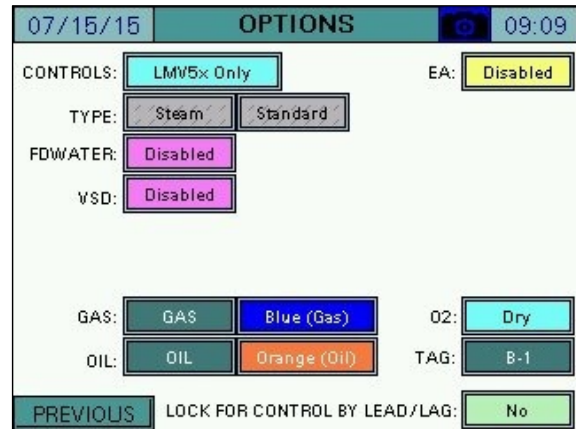 07/15/15 OPTIONS 09:09
CONTROLS: LMV5x Only EA: Disabled
TYPE: Steam Standard
FDWATER: Disabled
VSD: Disabled
GAS: GAS Blue (Gas) O2: Dry
OIL: OIL Orange (Oil) TAG: B-1
PREVIOUS LOCK FOR CONTROL BY LEAD/LAG: No